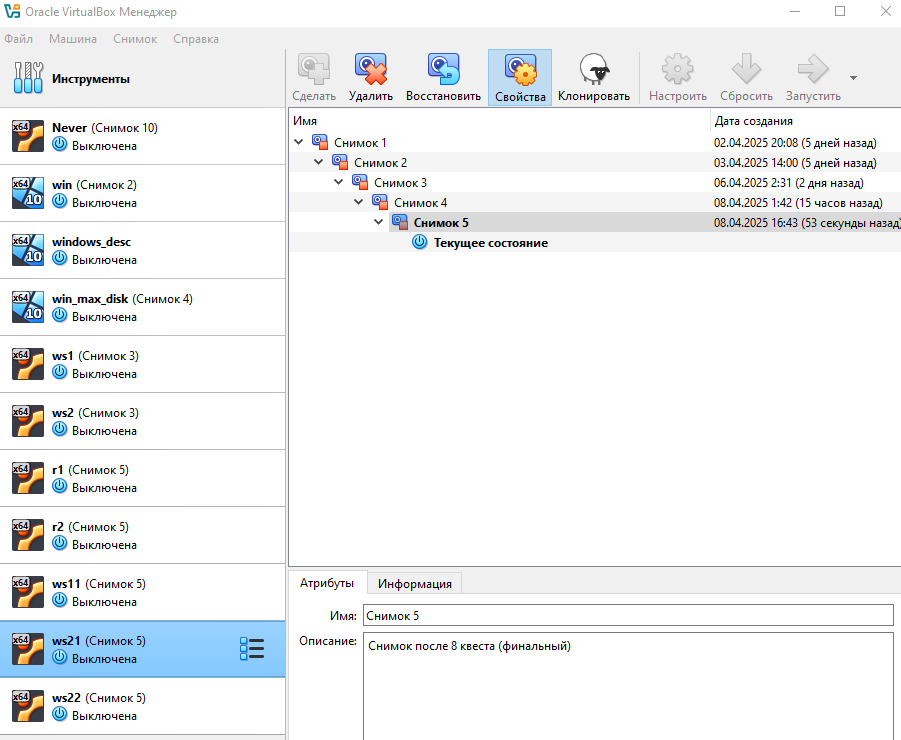 Oracle VirtualBox Менеджер
Файл Машина Снимок Справка
Инструменты
Сделать Удалить Восстановить Свойства Клонировать Настроить Сбросить Запустить
x64 Never (Снимок 10)
Выключена
x64 10 win (Снимок 2)
Выключена
x64 10 windows_desc
Выключена
x64 10 win_max_disk (Снимок 4)
Выключена
x64 ws1 (Снимок 3)
Выключена
x64 ws2 (Снимок 3)
Выключена
x64 r1 (Снимок 5)
Выключена
x64 r2 (Снимок 5)
Выключена
x64 ws11 (Снимок 5)
Выключена
x64 ws21 (Снимок 5)
Выключена
x64 ws22 (Снимок 5)
Выключена
Имя Дата создания
Снимок 1 02.04.2025 20:08 (5 дней назад)
Снимок 2 03.04.2025 14:00 (5 дней назад)
Снимок 3 06.04.2025 2:31 (2 дня назад)
Снимок 4 08.04.2025 1:42 (15 часов назад)
Снимок 5 08.04.2025 16:43 (53 секунды назад)
Текущее состояние
Атрибуты Информация
Имя: Снимок 5
Описание: Снимок после 8 квеста (финальный)